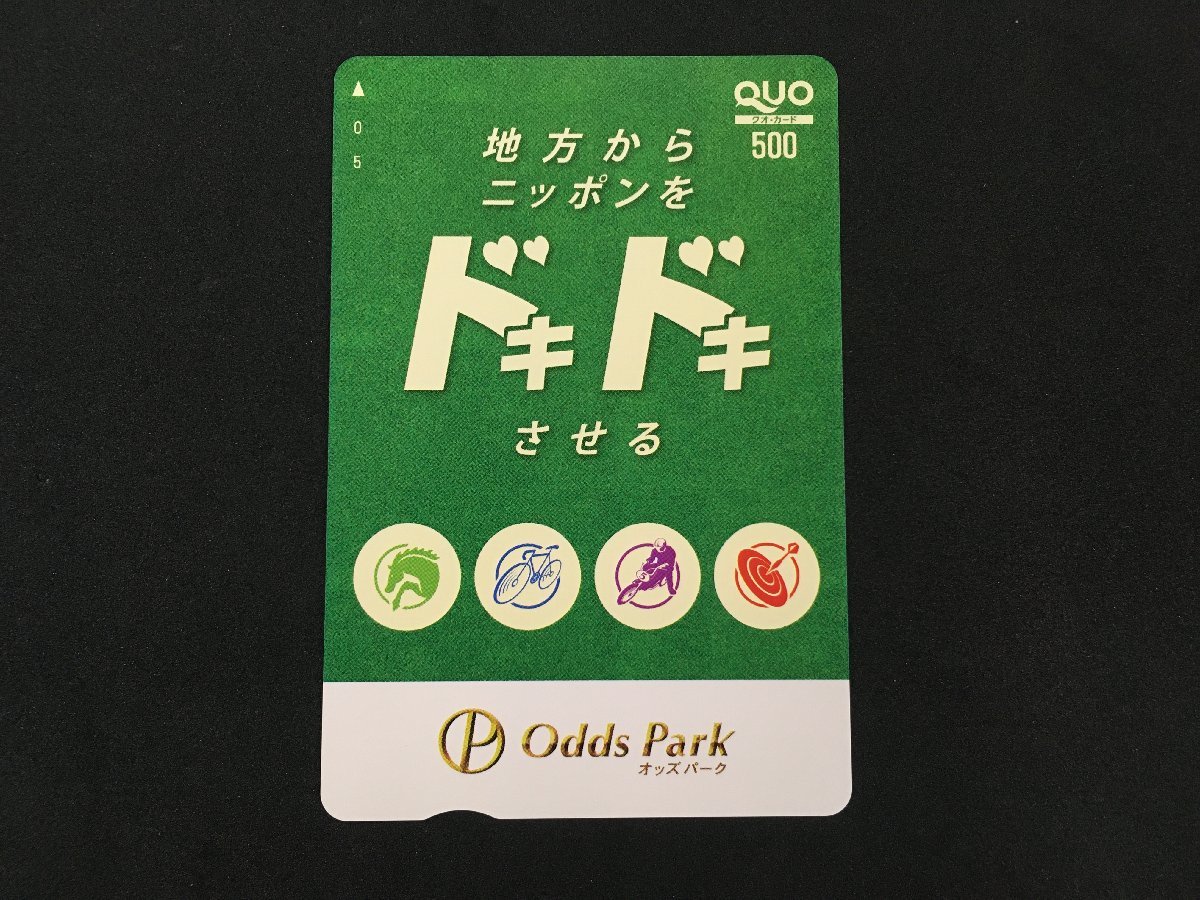 QUO
クオ・カード
500
0
5
地方から
ニッポンを
ドキドキ
させる
Odds Park
オッズパーク